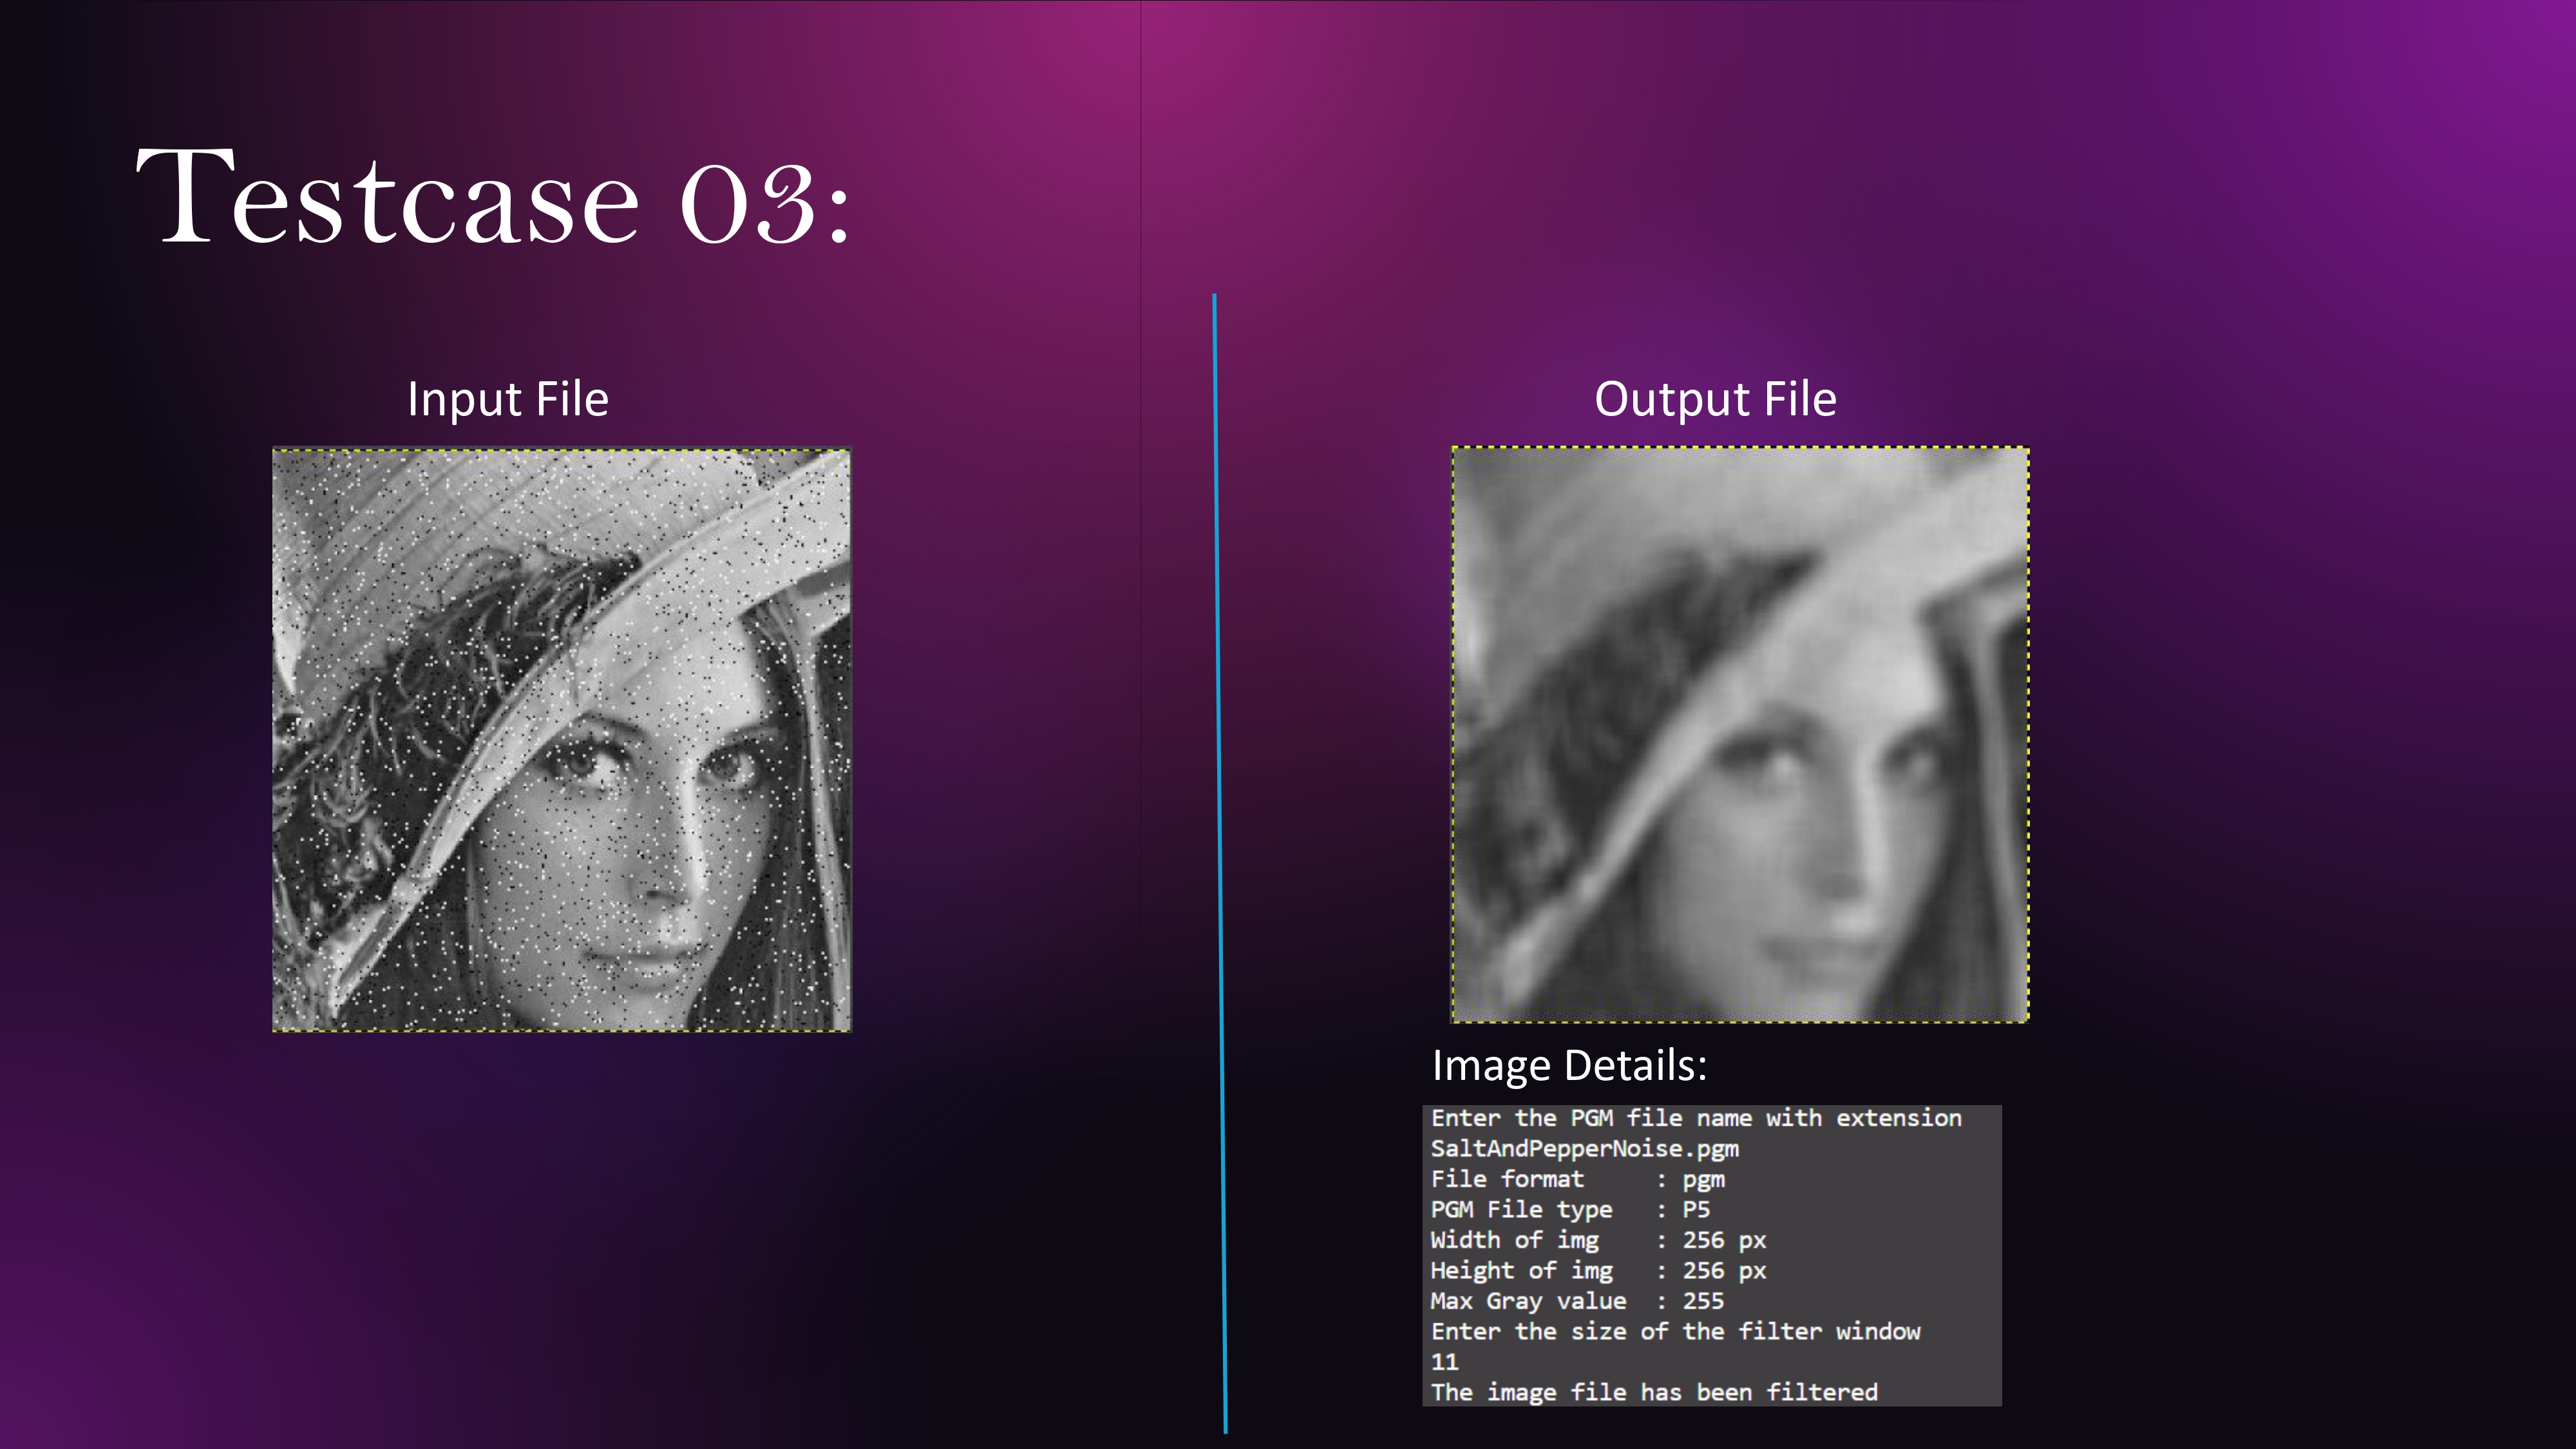 Testcase 03:
Input File
Output File
Image Details:
Enter the PGM file name with extension
SaltAndPepperNoise.pgm
File format : pgm
PGM File type : P5
Width of img : 256 px
Height of img : 256 px
Max Gray value : 255
Enter the size of the filter window
11
The image file has been filtered